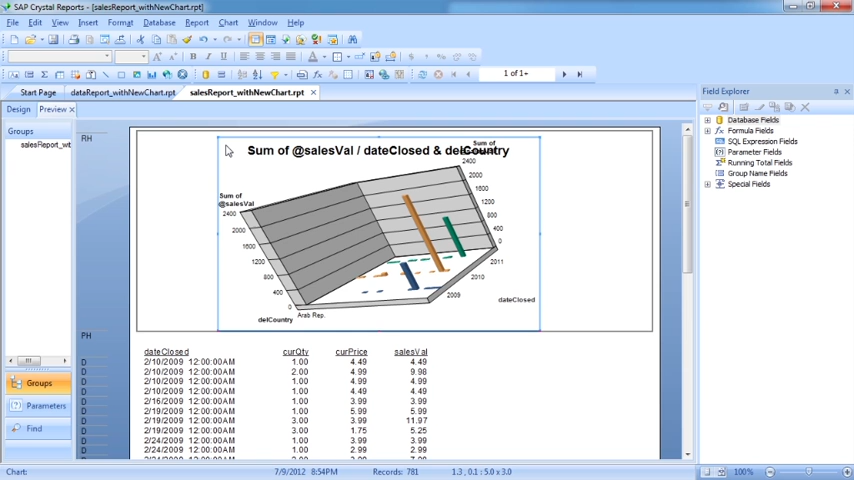 SAP Crystal Reports - [salesReport_withNewChart.rpt]
File Edit View Insert Format Database Report Chart Window Help
1 of 1+
Start Page dataReport_withNewChart.rpt salesReport_withNewChart.rpt
Design Preview
Groups
salesReport_wit
RH
Sum of @salesVal / dateClosed & delCountry
Sum of
2400
2000
1600
1200
800
400
0
Sum of
@salesVal
2400
2000
1600
1200
800
400
0
2011
2010
2009
dateClosed
Arab Rep.
delCountry
PH
dateClosed curQty curPrice salesVal
D 2/10/2009 12:00:00AM 1.00 4.49 4.49
D 2/10/2009 12:00:00AM 2.00 4.99 9.98
D 2/10/2009 12:00:00AM 1.00 4.99 4.99
D 2/10/2009 12:00:00AM 1.00 4.49 4.49
D 2/16/2009 12:00:00AM 1.00 3.99 3.99
D 2/19/2009 12:00:00AM 1.00 5.99 5.99
D 2/19/2009 12:00:00AM 3.00 3.99 11.97
D 2/19/2009 12:00:00AM 3.00 1.75 5.25
D 2/24/2009 12:00:00AM 1.00 3.99 3.99
D 2/24/2009 12:00:00AM 1.00 2.99 2.99
Groups
Parameters
Find
Field Explorer
Database Fields
Formula Fields
SQL Expression Fields
Parameter Fields
Running Total Fields
Group Name Fields
Special Fields
Chart: 7/9/2012 8:54PM Records: 781 1.3 , 0.1 : 5.0 x 3.0 100%